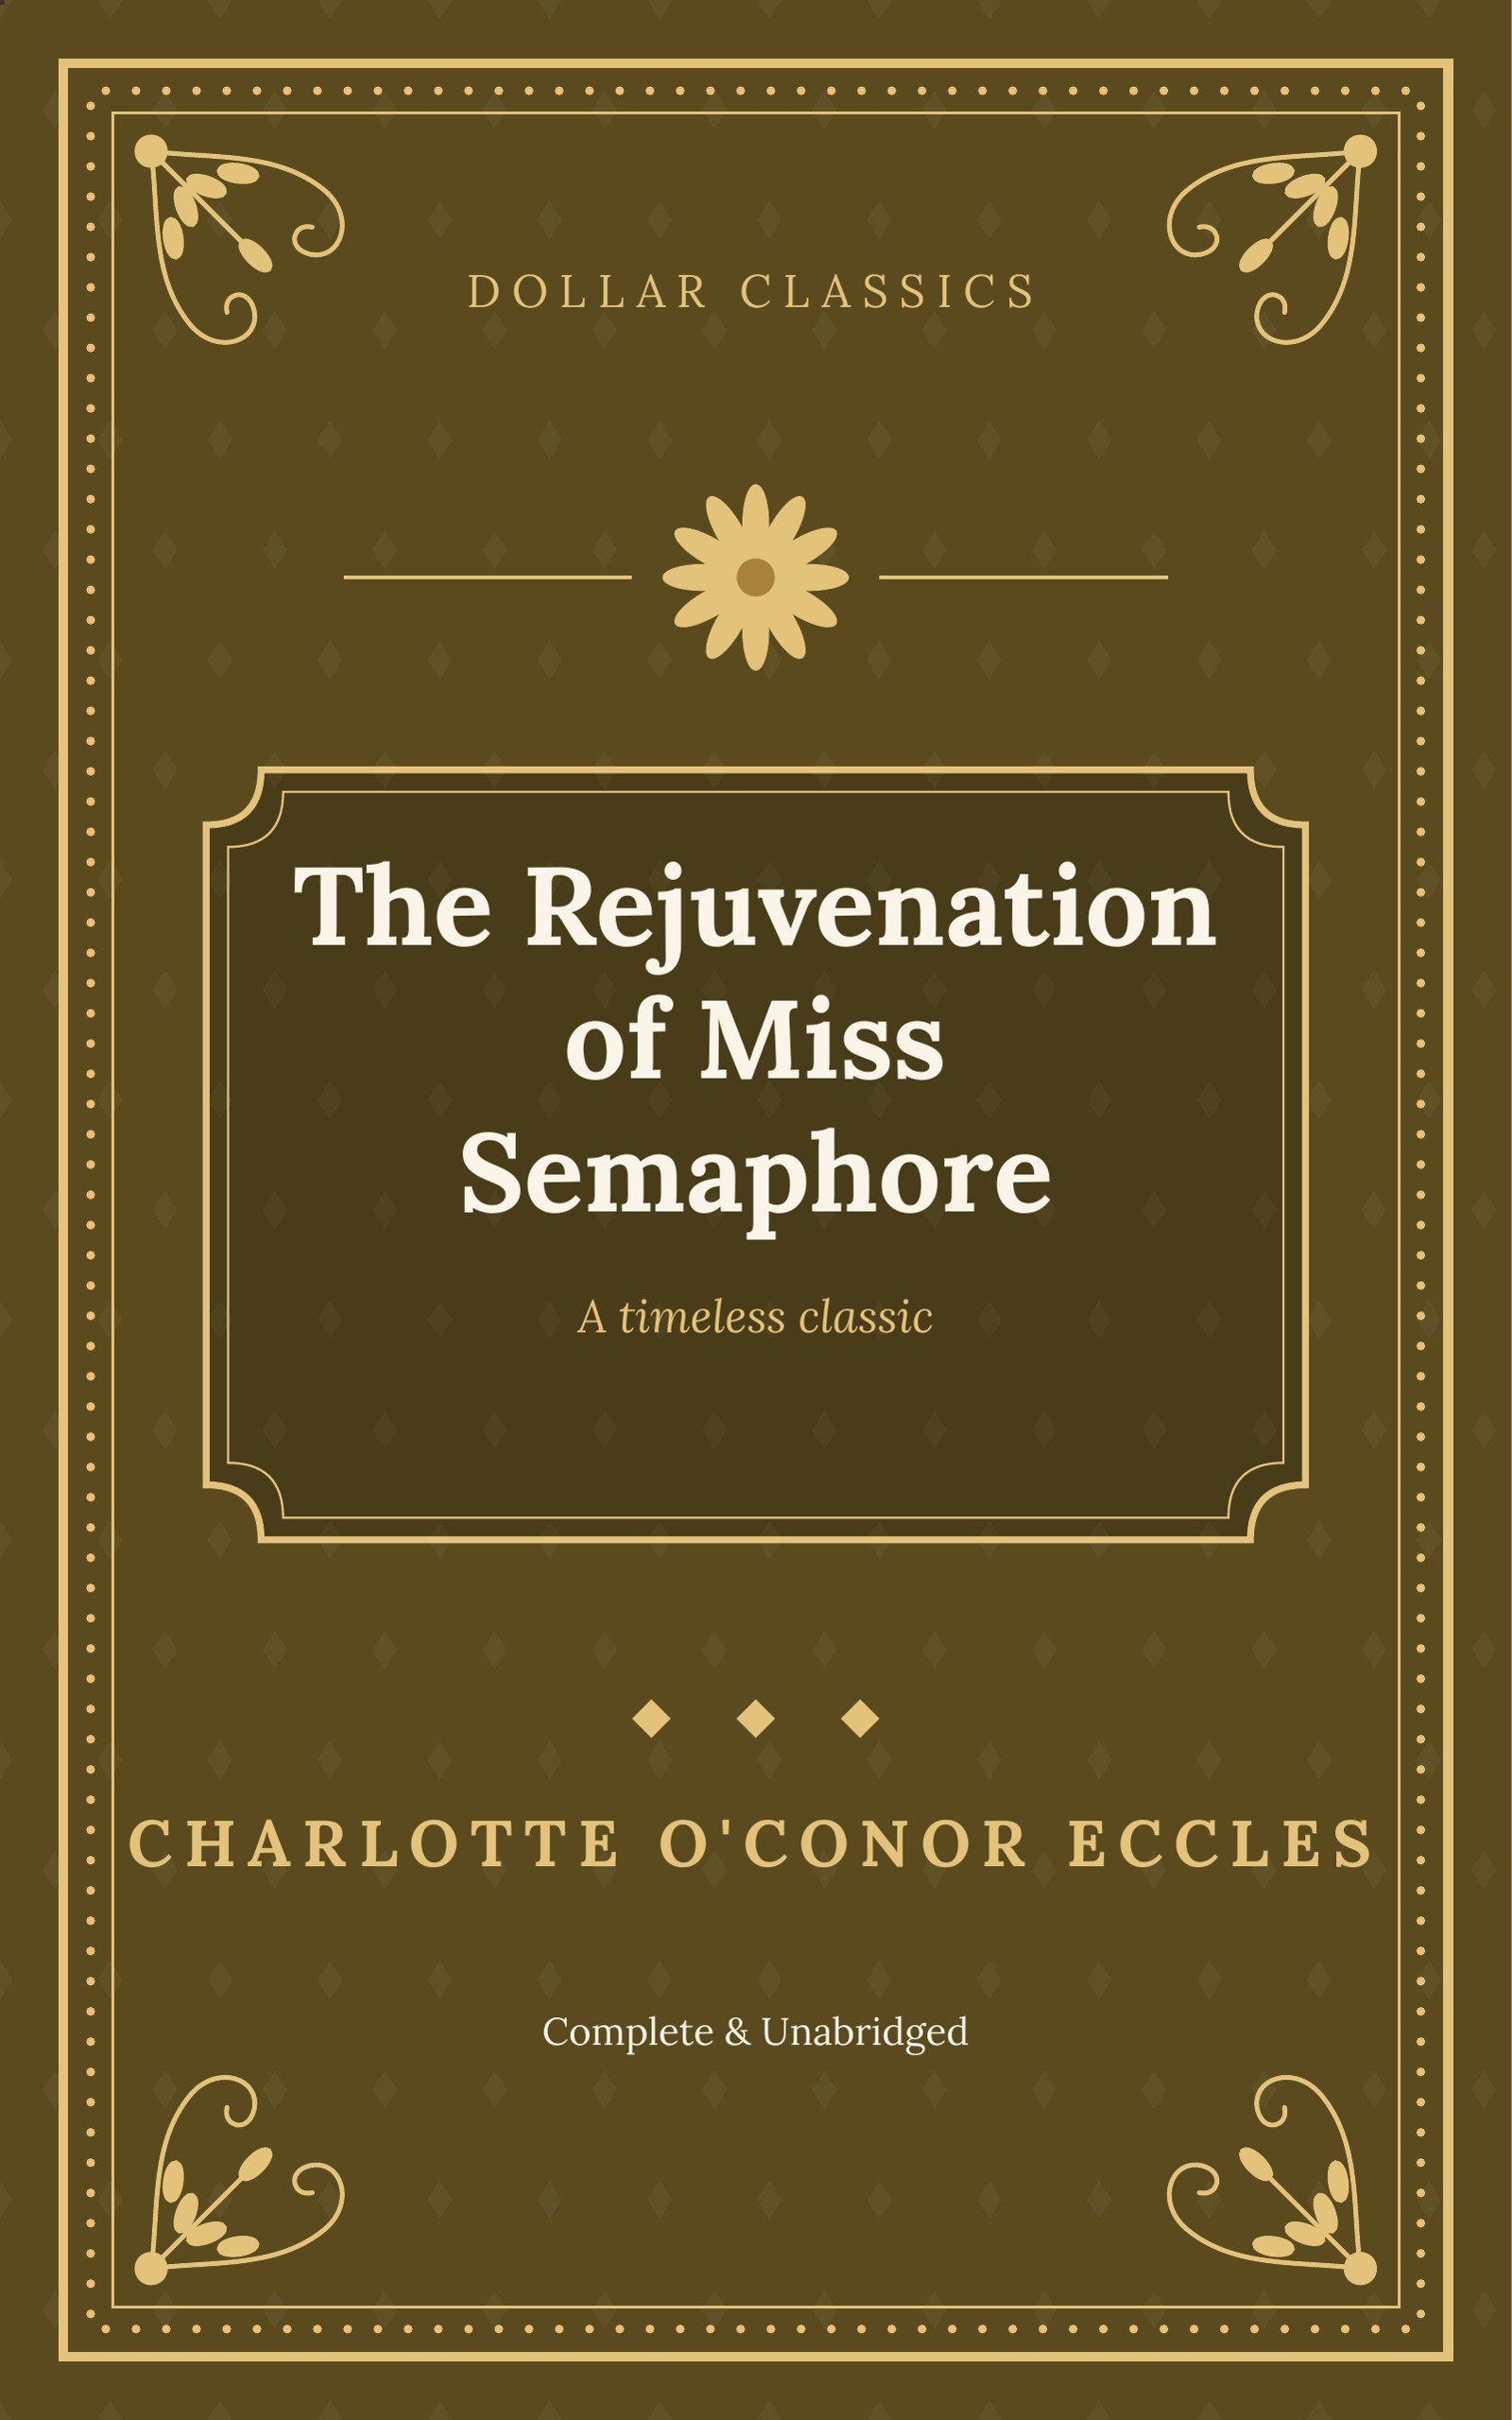 DOLLAR CLASSICS
The Rejuvenation
of Miss
Semaphore
A timeless classic
CHARLOTTE O'CONOR ECCLES
Complete & Unabridged